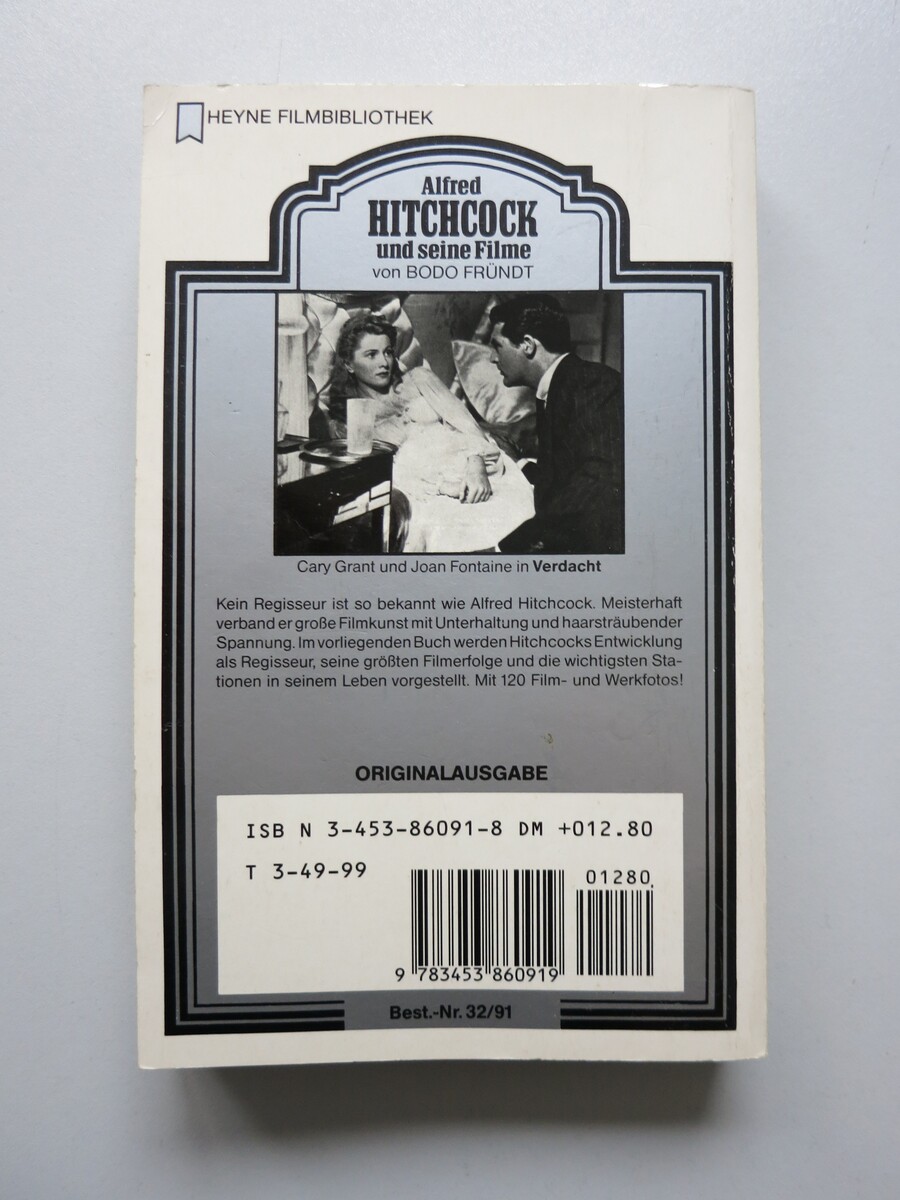 HEYNE FILMBIBLIOTHEK
Alfred
HITCHCOCK
und seine Filme
von BODO FRÜNDT
Cary Grant und Joan Fontaine in Verdacht
Kein Regisseur ist so bekannt wie Alfred Hitchcock. Meisterhaft
verband er große Filmkunst mit Unterhaltung und haarsträubender
Spannung. Im vorliegenden Buch werden Hitchcocks Entwicklung
als Regisseur, seine größten Filmerfolge und die wichtigsten Sta-
tionen in seinem Leben vorgestellt. Mit 120 Film- und Werkfotos!
ORIGINALAUSGABE
ISB N 3-453-86091-8 DM +012.80
T 3-49-99
01280
9 783453 860919
Best.-Nr. 32/91